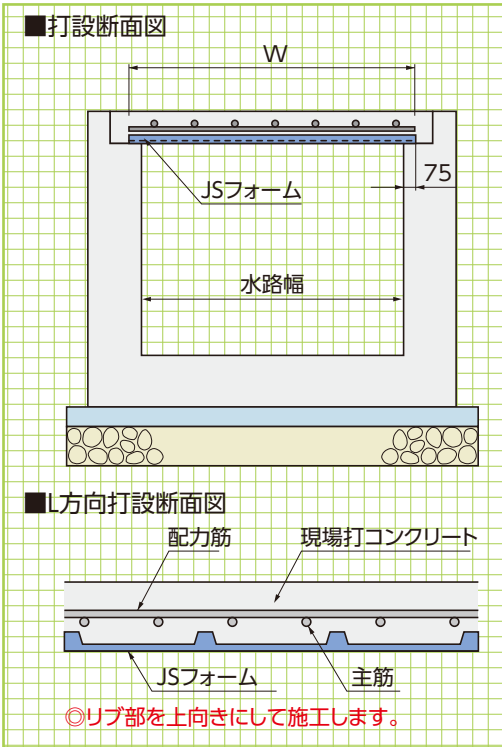 ■打設断面図
W
JSフォーム
75
水路幅
■L方向打設断面図
配力筋
現場打コンクリート
JSフォーム
主筋
◎リブ部を上向きにして施工します。